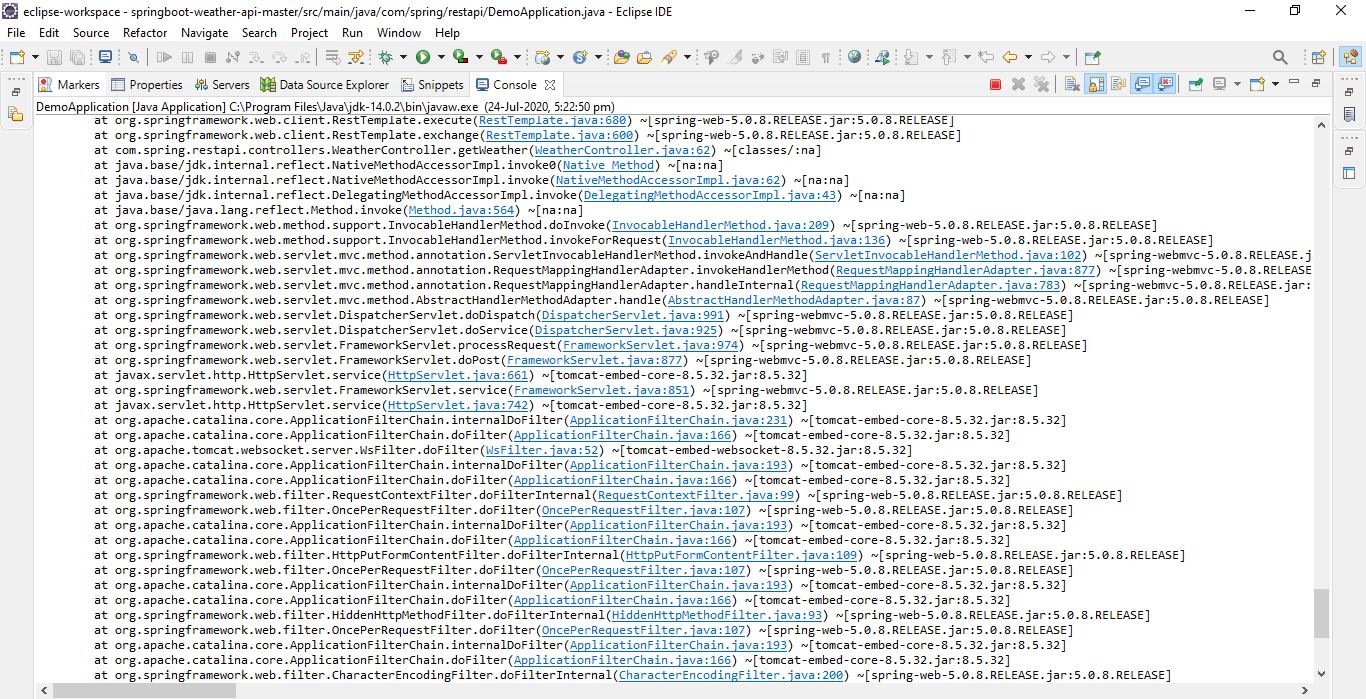 eclipse-workspace - springboot-weather-api-master/src/main/java/com/spring/restapi/DemoApplication.java - Eclipse IDE
File Edit Source Refactor Navigate Search Project Run Window Help
Markers Properties Servers Data Source Explorer Snippets Console
DemoApplication [Java Application] C:\Program Files\Java\jdk-14.0.2\bin\javaw.exe (24-Jul-2020, 5:22:50 pm)
at org.springframework.web.client.RestTemplate.execute(RestTemplate.java:680) ~[spring-web-5.0.8.RELEASE.jar:5.0.8.RELEASE]
at org.springframework.web.client.RestTemplate.exchange(RestTemplate.java:600) ~[spring-web-5.0.8.RELEASE.jar:5.0.8.RELEASE]
at com.spring.restapi.controllers.WeatherController.getWeather(WeatherController.java:62) ~[classes/:na]
at java.base/jdk.internal.reflect.NativeMethodAccessorImpl.invoke0(Native Method) ~[na:na]
at java.base/jdk.internal.reflect.NativeMethodAccessorImpl.invoke(NativeMethodAccessorImpl.java:62) ~[na:na]
at java.base/jdk.internal.reflect.DelegatingMethodAccessorImpl.invoke(DelegatingMethodAccessorImpl.java:43) ~[na:na]
at java.base/java.lang.reflect.Method.invoke(Method.java:564) ~[na:na]
at org.springframework.web.method.support.InvocableHandlerMethod.doInvoke(InvocableHandlerMethod.java:209) ~[spring-web-5.0.8.RELEASE.jar:5.0.8.RELEASE]
at org.springframework.web.method.support.InvocableHandlerMethod.invokeForRequest(InvocableHandlerMethod.java:136) ~[spring-web-5.0.8.RELEASE.jar:5.0.8.RELEASE]
at org.springframework.web.servlet.mvc.method.annotation.ServletInvocableHandlerMethod.invokeAndHandle(ServletInvocableHandlerMethod.java:102) ~[spring-webmvc-5.0.8.RELEASE.j
at org.springframework.web.servlet.mvc.method.annotation.RequestMappingHandlerAdapter.invokeHandlerMethod(RequestMappingHandlerAdapter.java:877) ~[spring-webmvc-5.0.8.RELEASE
at org.springframework.web.servlet.mvc.method.annotation.RequestMappingHandlerAdapter.handleInternal(RequestMappingHandlerAdapter.java:783) ~[spring-webmvc-5.0.8.RELEASE.jar:
at org.springframework.web.servlet.mvc.method.AbstractHandlerMethodAdapter.handle(AbstractHandlerMethodAdapter.java:87) ~[spring-webmvc-5.0.8.RELEASE.jar:5.0.8.RELEASE]
at org.springframework.web.servlet.DispatcherServlet.doDispatch(DispatcherServlet.java:991) ~[spring-webmvc-5.0.8.RELEASE.jar:5.0.8.RELEASE]
at org.springframework.web.servlet.DispatcherServlet.doService(DispatcherServlet.java:925) ~[spring-webmvc-5.0.8.RELEASE.jar:5.0.8.RELEASE]
at org.springframework.web.servlet.FrameworkServlet.processRequest(FrameworkServlet.java:974) ~[spring-webmvc-5.0.8.RELEASE.jar:5.0.8.RELEASE]
at org.springframework.web.servlet.FrameworkServlet.doPost(FrameworkServlet.java:877) ~[spring-webmvc-5.0.8.RELEASE.jar:5.0.8.RELEASE]
at javax.servlet.http.HttpServlet.service(HttpServlet.java:661) ~[tomcat-embed-core-8.5.32.jar:8.5.32]
at org.springframework.web.servlet.FrameworkServlet.service(FrameworkServlet.java:851) ~[spring-webmvc-5.0.8.RELEASE.jar:5.0.8.RELEASE]
at javax.servlet.http.HttpServlet.service(HttpServlet.java:742) ~[tomcat-embed-core-8.5.32.jar:8.5.32]
at org.apache.catalina.core.ApplicationFilterChain.internalDoFilter(ApplicationFilterChain.java:231) ~[tomcat-embed-core-8.5.32.jar:8.5.32]
at org.apache.catalina.core.ApplicationFilterChain.doFilter(ApplicationFilterChain.java:166) ~[tomcat-embed-core-8.5.32.jar:8.5.32]
at org.apache.tomcat.websocket.server.WsFilter.doFilter(WsFilter.java:52) ~[tomcat-embed-websocket-8.5.32.jar:8.5.32]
at org.apache.catalina.core.ApplicationFilterChain.internalDoFilter(ApplicationFilterChain.java:193) ~[tomcat-embed-core-8.5.32.jar:8.5.32]
at org.apache.catalina.core.ApplicationFilterChain.doFilter(ApplicationFilterChain.java:166) ~[tomcat-embed-core-8.5.32.jar:8.5.32]
at org.springframework.web.filter.RequestContextFilter.doFilterInternal(RequestContextFilter.java:99) ~[spring-web-5.0.8.RELEASE.jar:5.0.8.RELEASE]
at org.springframework.web.filter.OncePerRequestFilter.doFilter(OncePerRequestFilter.java:107) ~[spring-web-5.0.8.RELEASE.jar:5.0.8.RELEASE]
at org.apache.catalina.core.ApplicationFilterChain.internalDoFilter(ApplicationFilterChain.java:193) ~[tomcat-embed-core-8.5.32.jar:8.5.32]
at org.apache.catalina.core.ApplicationFilterChain.doFilter(ApplicationFilterChain.java:166) ~[tomcat-embed-core-8.5.32.jar:8.5.32]
at org.springframework.web.filter.HttpPutFormContentFilter.doFilterInternal(HttpPutFormContentFilter.java:109) ~[spring-web-5.0.8.RELEASE.jar:5.0.8.RELEASE]
at org.springframework.web.filter.OncePerRequestFilter.doFilter(OncePerRequestFilter.java:107) ~[spring-web-5.0.8.RELEASE.jar:5.0.8.RELEASE]
at org.apache.catalina.core.ApplicationFilterChain.internalDoFilter(ApplicationFilterChain.java:193) ~[tomcat-embed-core-8.5.32.jar:8.5.32]
at org.apache.catalina.core.ApplicationFilterChain.doFilter(ApplicationFilterChain.java:166) ~[tomcat-embed-core-8.5.32.jar:8.5.32]
at org.springframework.web.filter.HiddenHttpMethodFilter.doFilterInternal(HiddenHttpMethodFilter.java:93) ~[spring-web-5.0.8.RELEASE.jar:5.0.8.RELEASE]
at org.springframework.web.filter.OncePerRequestFilter.doFilter(OncePerRequestFilter.java:107) ~[spring-web-5.0.8.RELEASE.jar:5.0.8.RELEASE]
at org.apache.catalina.core.ApplicationFilterChain.internalDoFilter(ApplicationFilterChain.java:193) ~[tomcat-embed-core-8.5.32.jar:8.5.32]
at org.apache.catalina.core.ApplicationFilterChain.doFilter(ApplicationFilterChain.java:166) ~[tomcat-embed-core-8.5.32.jar:8.5.32]
at org.springframework.web.filter.CharacterEncodingFilter.doFilterInternal(CharacterEncodingFilter.java:200) ~[spring-web-5.0.8.RELEASE.jar:5.0.8.RELEASE]